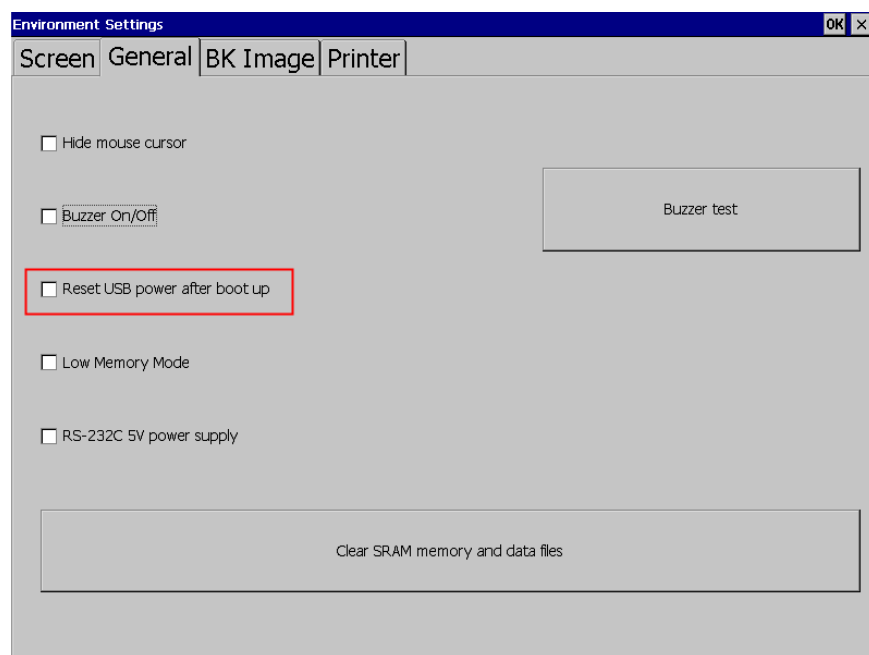 Environment Settings OK ×
Screen General BK Image Printer
Hide mouse cursor
Buzzer On/Off
Buzzer test
Reset USB power after boot up
Low Memory Mode
RS-232C 5V power supply
Clear SRAM memory and data files